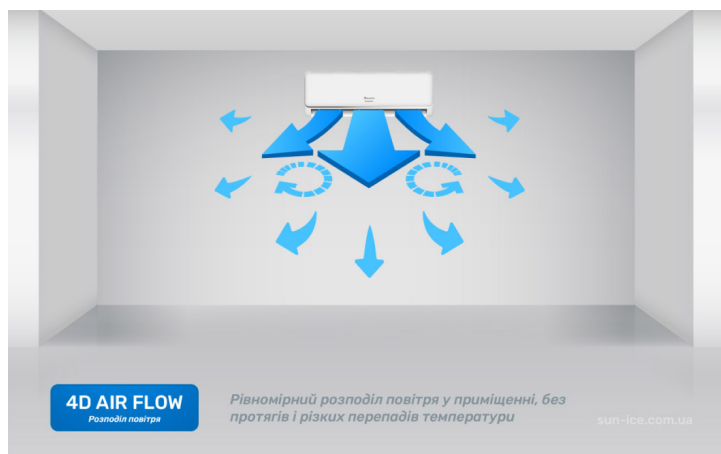 4D AIR FLOW
Розподіл повітря
Рівномірний розподіл повітря у приміщенні, без
протягів і різких перепадів температури
sun-ice.com.ua